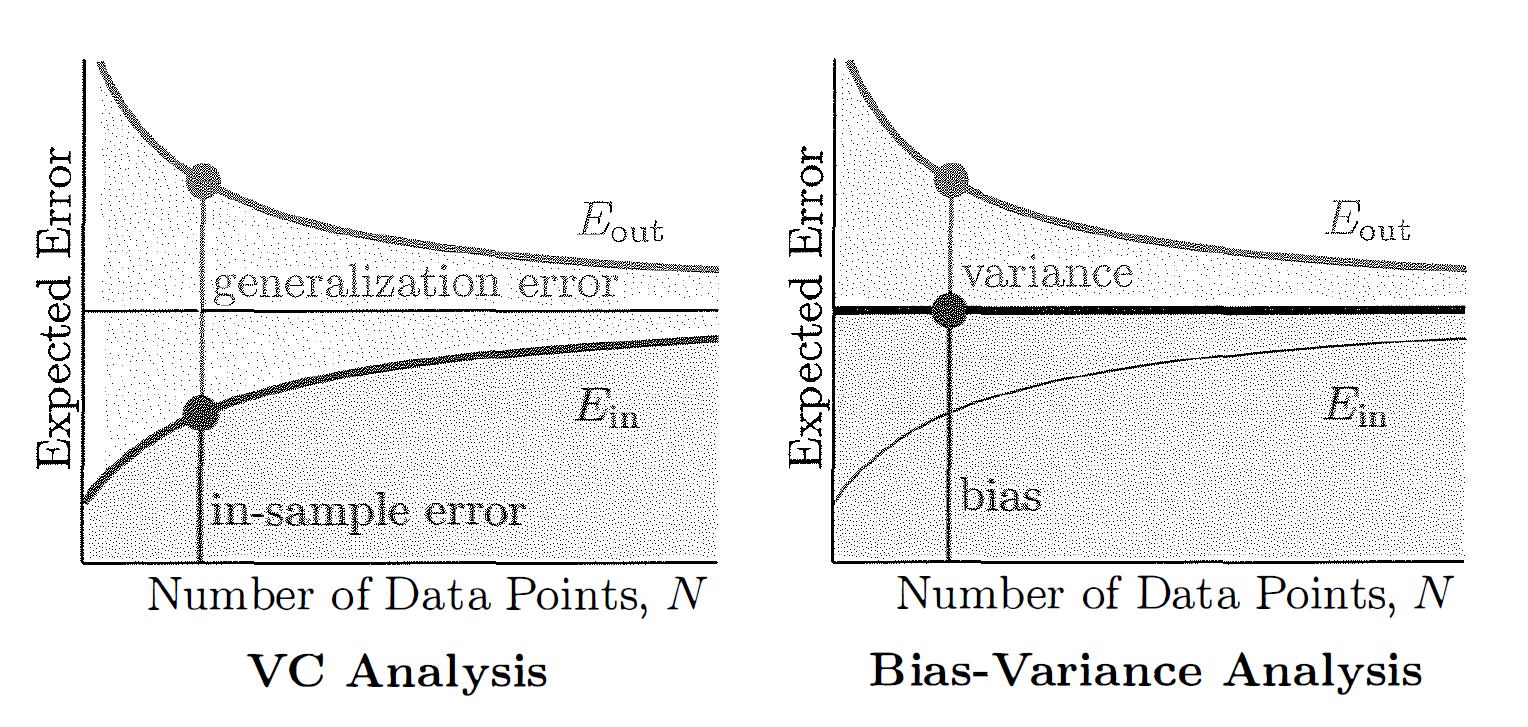 Expected Error
E_out
generalization error
E_in
in-sample error
Number of Data Points, N
VC Analysis
Expected Error
E_out
variance
E_in
bias
Number of Data Points, N
Bias-Variance Analysis